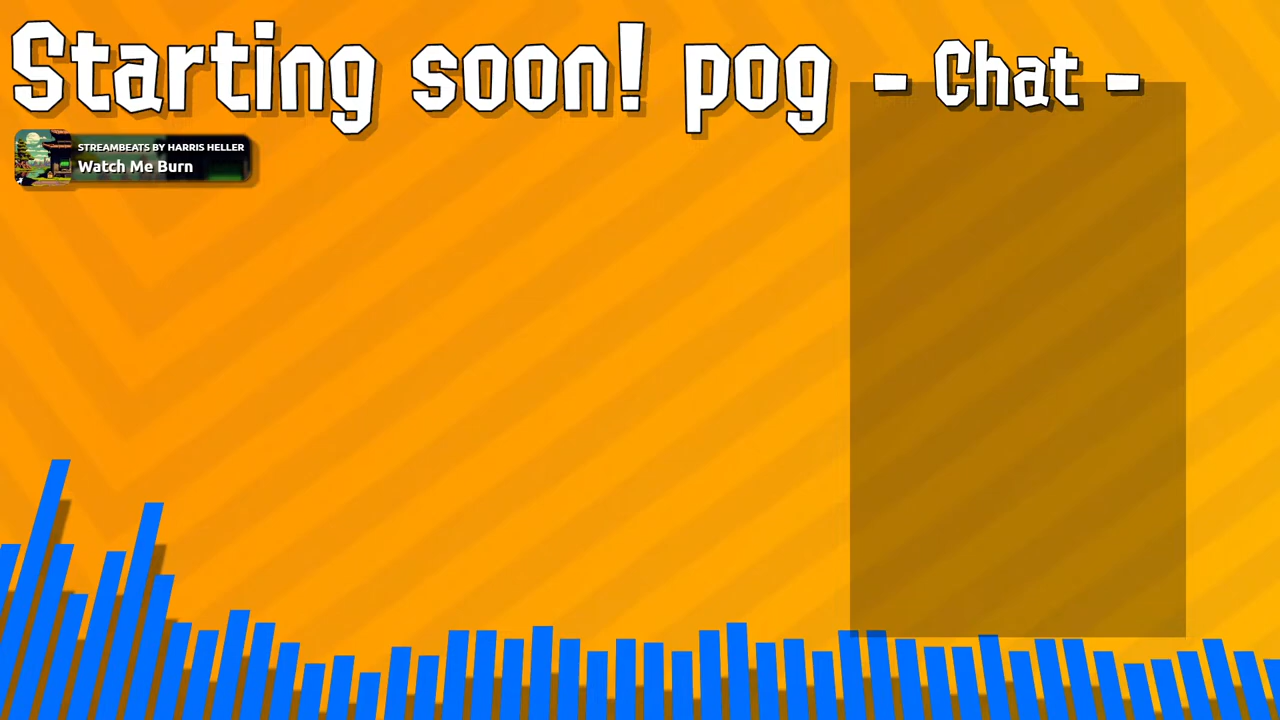 Starting soon! pog
- Chat -
STREAMBEATS BY HARRIS HELLER
Watch Me Burn